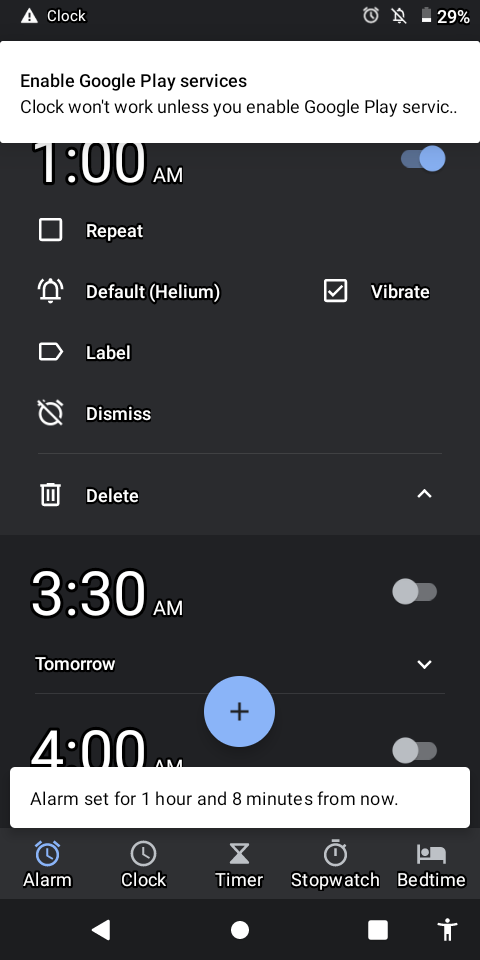 Clock 29%
Enable Google Play services
Clock won't work unless you enable Google Play servic..
1:00 AM
Repeat
Default (Helium) Vibrate
Label
Dismiss
Delete
3:30 AM
Tomorrow
4:00 AM
Alarm set for 1 hour and 8 minutes from now.
Alarm Clock Timer Stopwatch Bedtime